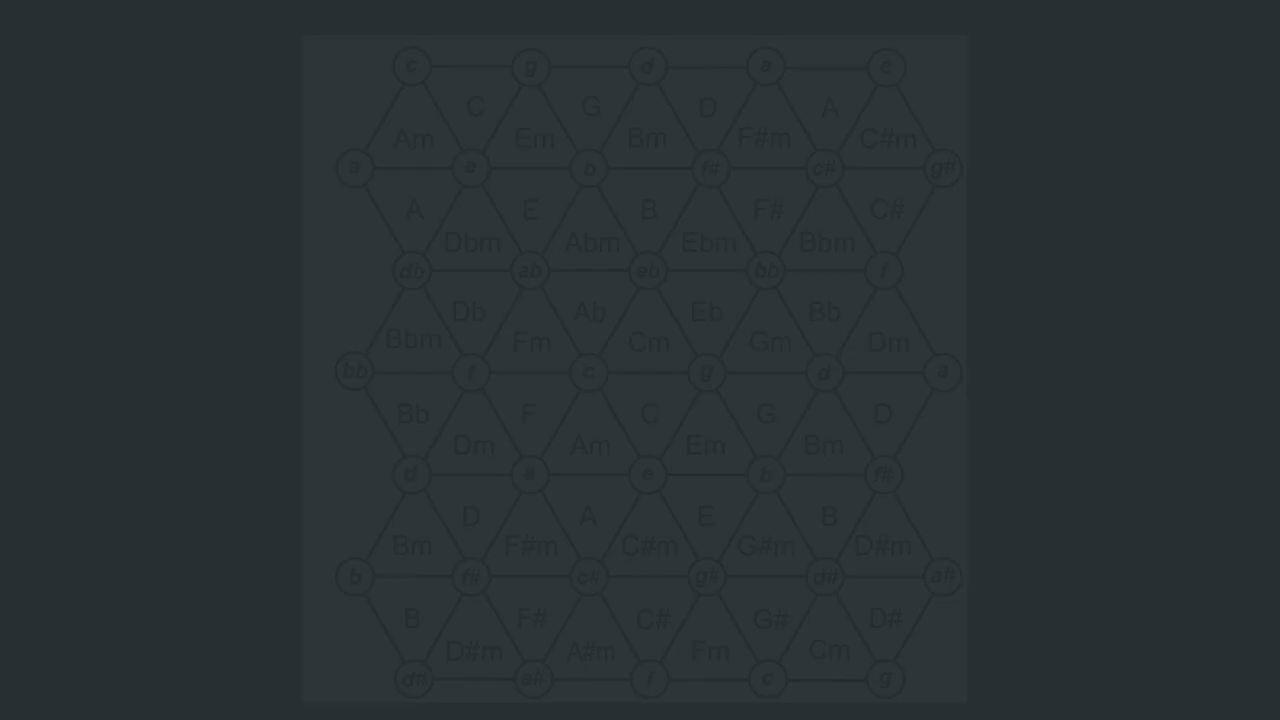 c g d a e
C G D A
Am Em Bm F#m C#m
a e b f# c# g#
A E B F# C#
Dbm Abm Ebm Bbm
db ab eb bb f
Db Ab Eb Bb
Bbm Fm Cm Gm Dm
bb f c g d a
Bb F C G D
Dm Am Em Bm
d a e b f#
D A E B
Bm F#m C#m G#m D#m
b f# c# g# d# a#
B F# C# G# D#
D#m A#m Fm Cm
d# a# f c g